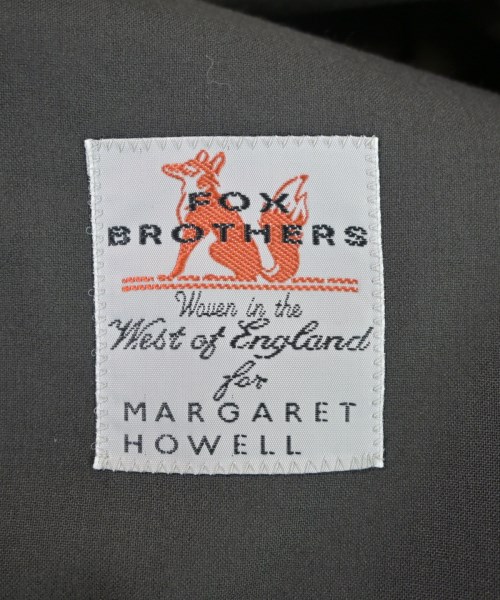 FOX
BROTHERS
Woven in the
West of England
for
MARGARET
HOWELL